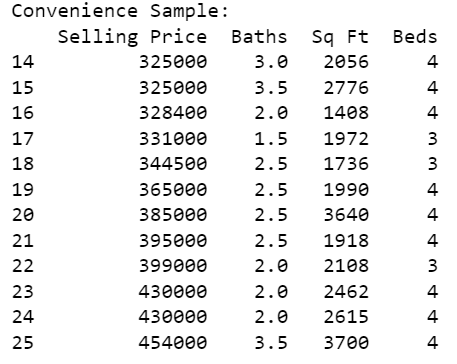 Convenience Sample:
Selling Price Baths Sq Ft Beds
14 325000 3.0 2056 4
15 325000 3.5 2776 4
16 328400 2.0 1408 4
17 331000 1.5 1972 3
18 344500 2.5 1736 3
19 365000 2.5 1990 4
20 385000 2.5 3640 4
21 395000 2.5 1918 4
22 399000 2.0 2108 3
23 430000 2.0 2462 4
24 430000 2.0 2615 4
25 454000 3.5 3700 4